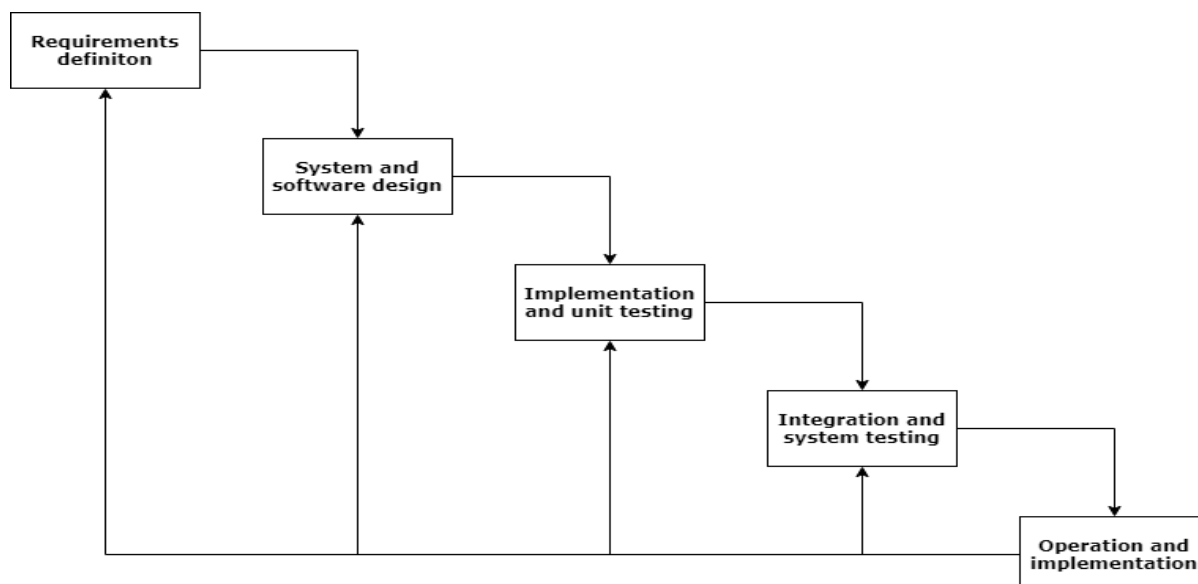 Requirements
definiton
System and
software design
Implementation
and unit testing
Integration and
system testing
Operation and
implementation